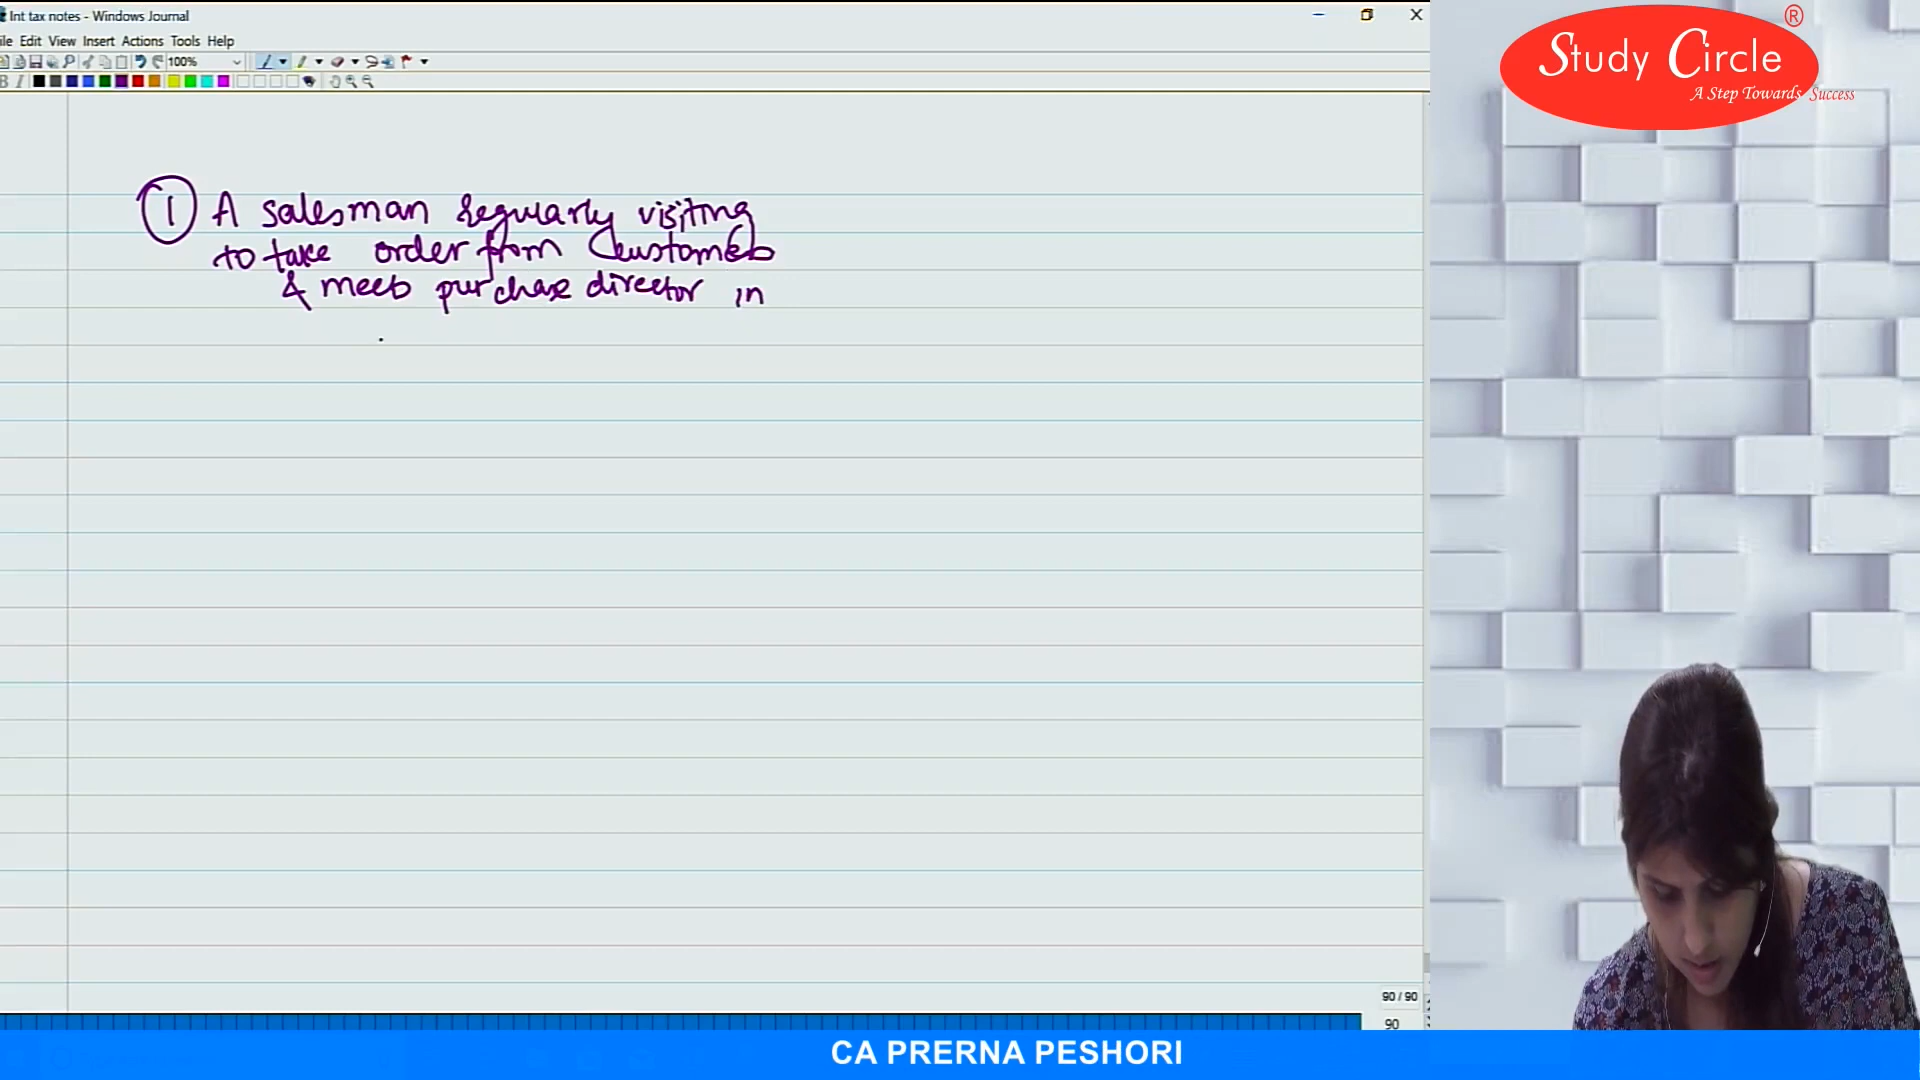 Int tax notes - Windows Journal
ile Edit View Insert Actions Tools Help
100%
B I
① A salesman regularly visiting
to take order from customers
& meets purchase director in
90 / 90
90
Study Circle ®
A Step Towards Success
CA PRERNA PESHORI